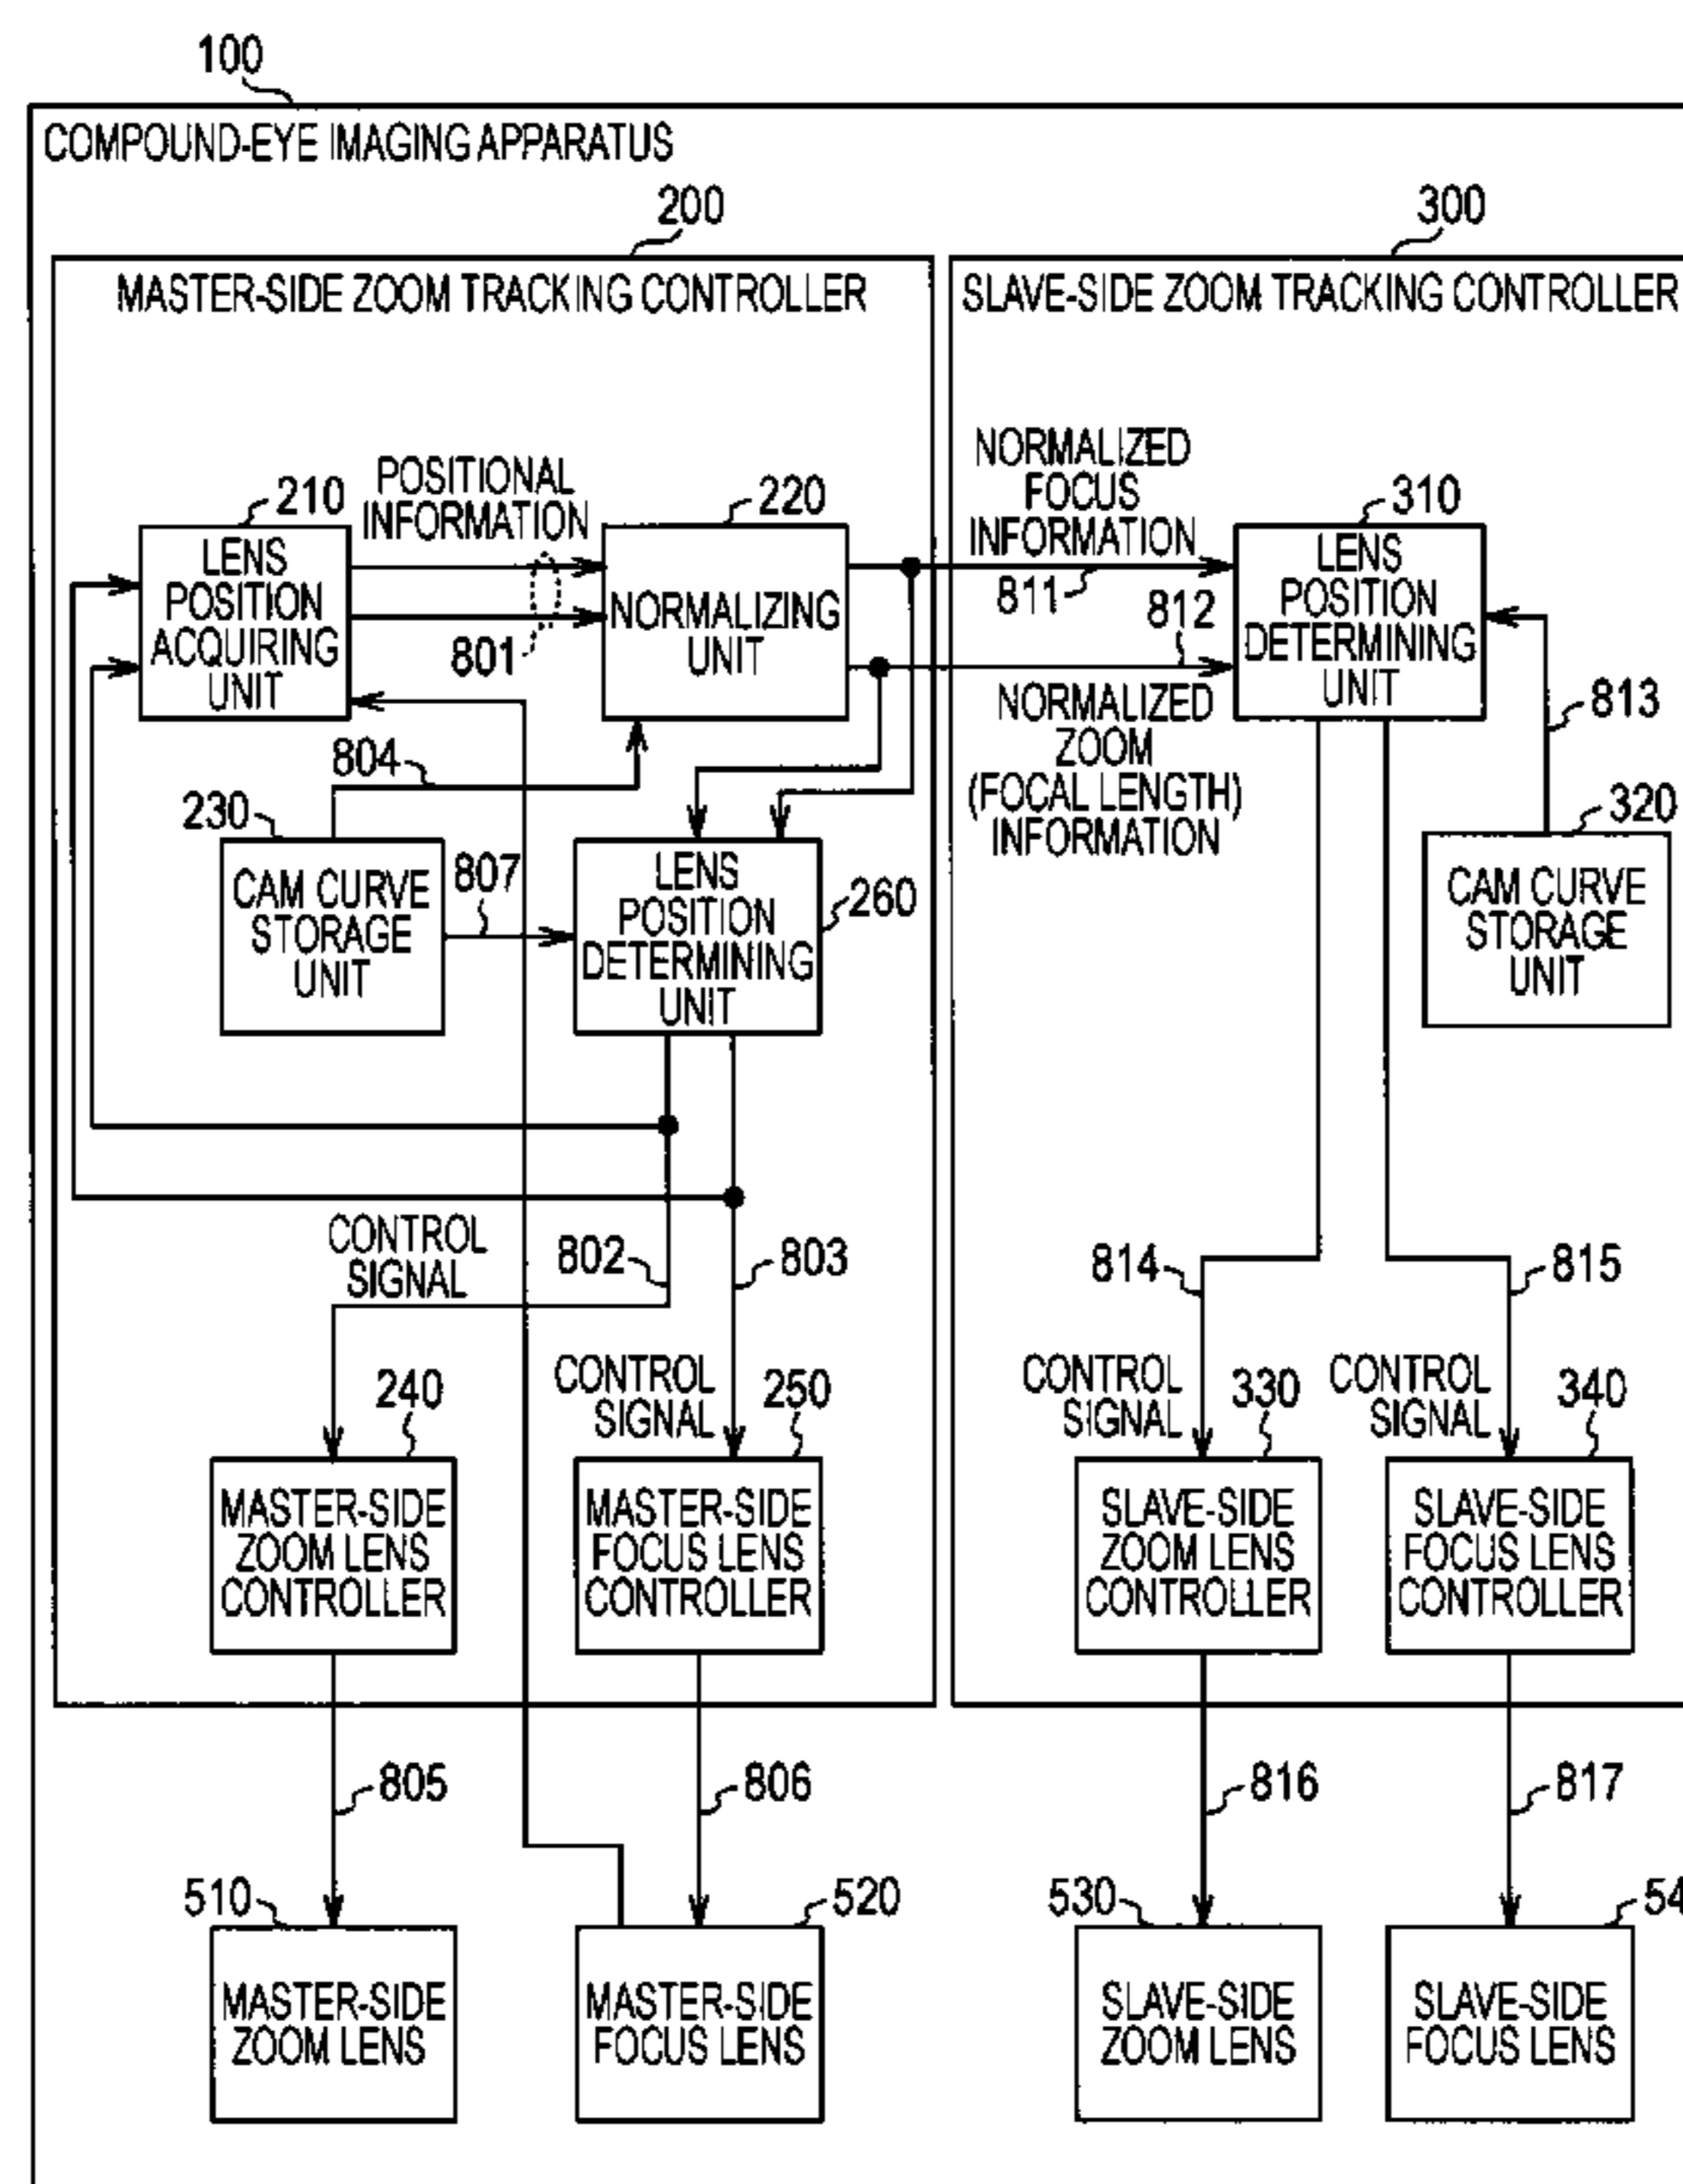 100
COMPOUND-EYE IMAGING APPARATUS
200
300
MASTER-SIDE ZOOM TRACKING CONTROLLER
SLAVE-SIDE ZOOM TRACKING CONTROLLER
210
POSITIONAL
INFORMATION
220
NORMALIZED
FOCUS
INFORMATION
310
LENS
POSITION
ACQUIRING
UNIT
801
NORMALIZING
UNIT
811
812
LENS
POSITION
DETERMINING
UNIT
813
NORMALIZED
ZOOM
(FOCAL LENGTH)
INFORMATION
804
230
320
CAM CURVE
STORAGE
UNIT
807
LENS
POSITION
DETERMINING
UNIT
260
CAM CURVE
STORAGE
UNIT
CONTROL
SIGNAL
802
803
814
815
240
CONTROL
SIGNAL
250
CONTROL
SIGNAL
330
CONTROL
SIGNAL
340
MASTER-SIDE
ZOOM LENS
CONTROLLER
MASTER-SIDE
FOCUS LENS
CONTROLLER
SLAVE-SIDE
ZOOM LENS
CONTROLLER
SLAVE-SIDE
FOCUS LENS
CONTROLLER
805
806
816
817
510
520
530
54
MASTER-SIDE
ZOOM LENS
MASTER-SIDE
FOCUS LENS
SLAVE-SIDE
ZOOM LENS
SLAVE-SIDE
FOCUS LENS